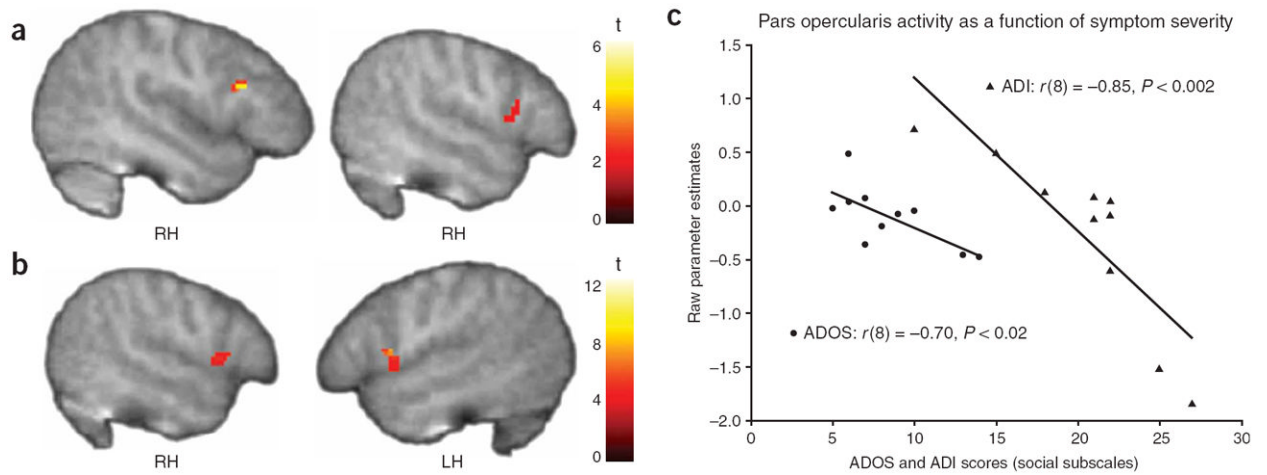 a
t
6
4
2
0
RH
RH
b
t
12
8
4
0
RH
LH
c
Pars opercularis activity as a function of symptom severity
Raw parameter estimates
1.5
1.0
0.5
0.0
–0.5
–1.0
–1.5
–2.0
▲ ADI: r(8) = –0.85, P < 0.002
● ADOS: r(8) = –0.70, P < 0.02
0 5 10 15 20 25 30
ADOS and ADI scores (social subscales)